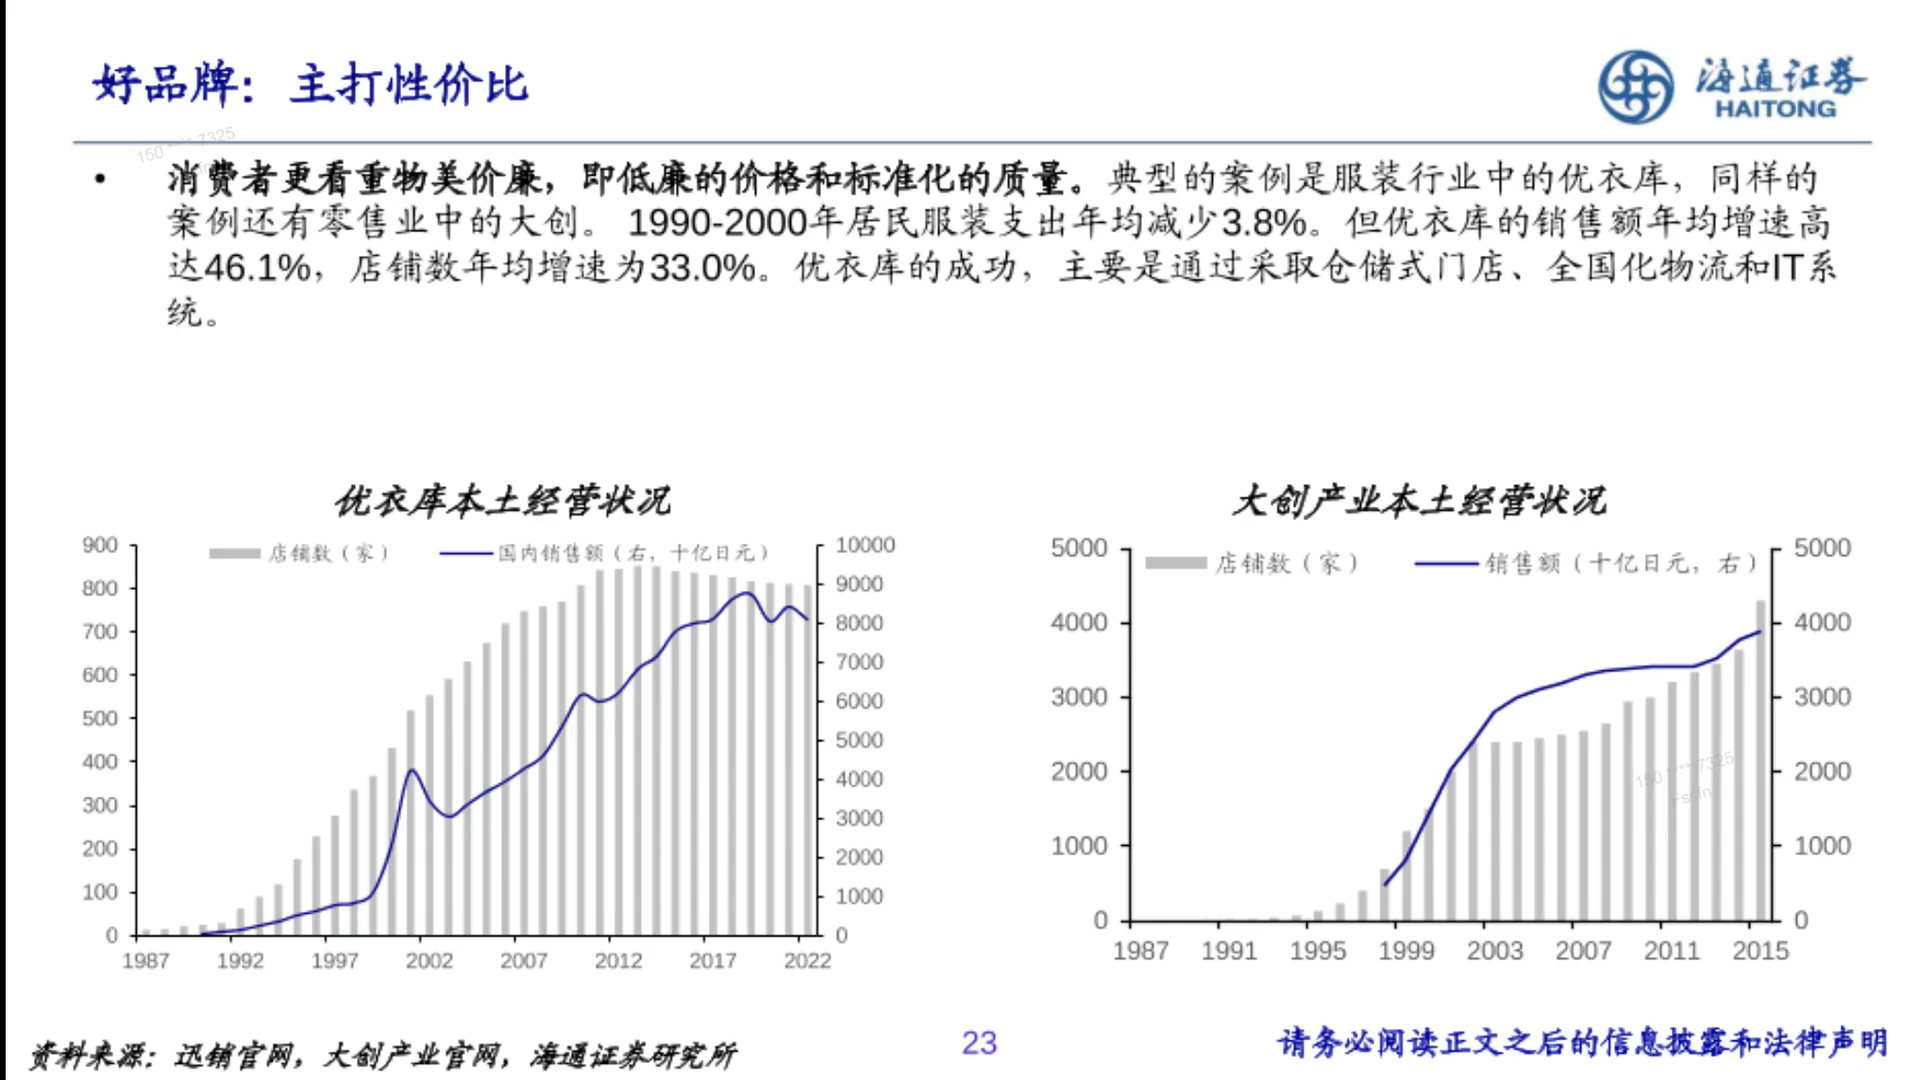 好品牌：主打性价比
海通证券
HAITONG
150 **** 7325
• 消费者更看重物美价廉，即低廉的价格和标准化的质量。典型的案例是服装行业中的优衣库，同样的
案例还有零售业中的大创。 1990-2000年居民服装支出年均减少3.8%。但优衣库的销售额年均增速高
达46.1%，店铺数年均增速为33.0%。优衣库的成功，主要是通过采取仓储式门店、全国化物流和IT系
统。
优衣库本土经营状况
店铺数（家）
国内销售额（右，十亿日元）
900
800
700
600
500
400
300
200
100
0
10000
9000
8000
7000
6000
5000
4000
3000
2000
1000
0
1987 1992 1997 2002 2007 2012 2017 2022
大创产业本土经营状况
店铺数（家）
销售额（十亿日元，右）
5000
4000
3000
2000
1000
0
5000
4000
3000
2000
1000
0
1987 1991 1995 1999 2003 2007 2011 2015
150 **** 7325
资料来源：迅销官网，大创产业官网，海通证券研究所
23
请务必阅读正文之后的信息披露和法律声明